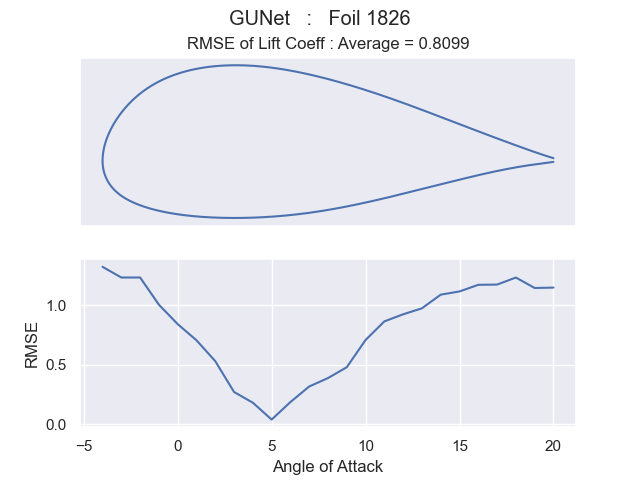 GUNet   :   Foil 1826
RMSE of Lift Coeff : Average = 0.8099
1.0
0.5
0.0
RMSE
−5 0 5 10 15 20
Angle of Attack